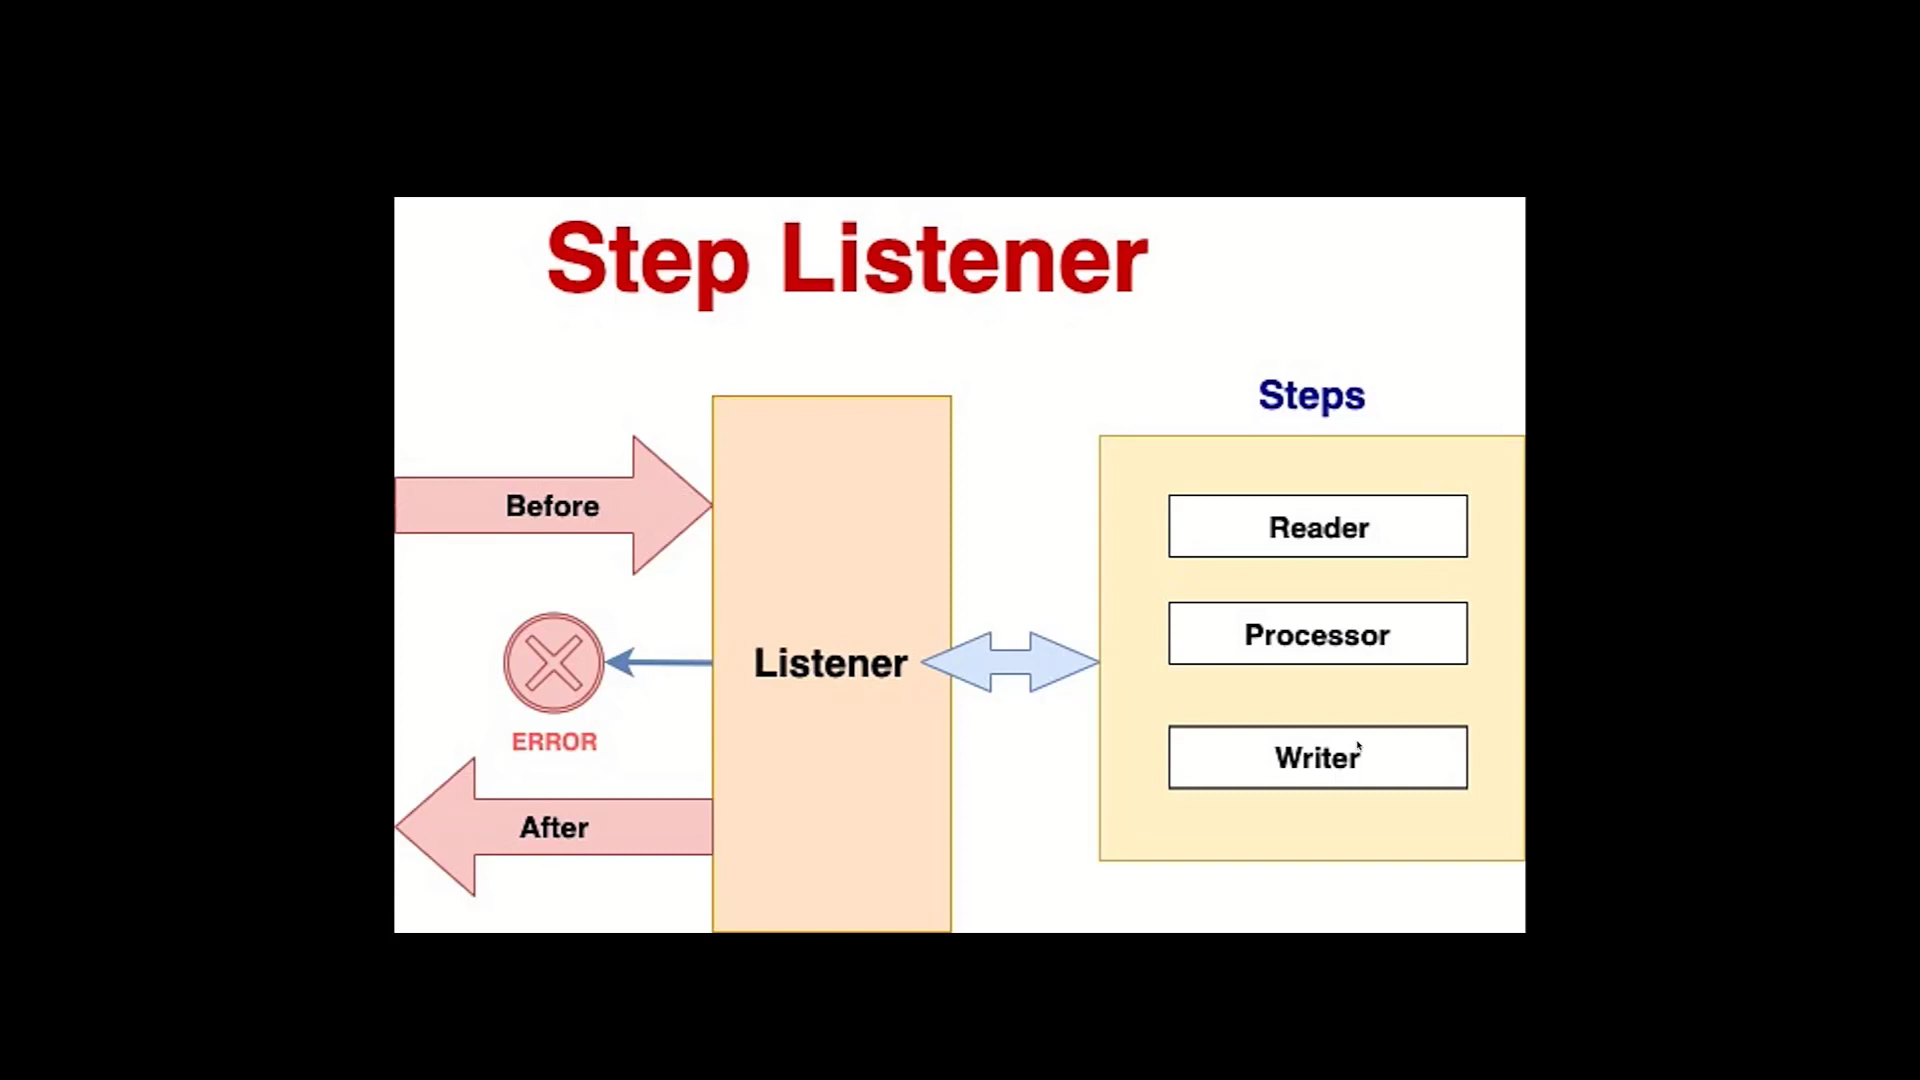 Step Listener
Steps
Before
Reader
Processor
Listener
ERROR
Writer
After